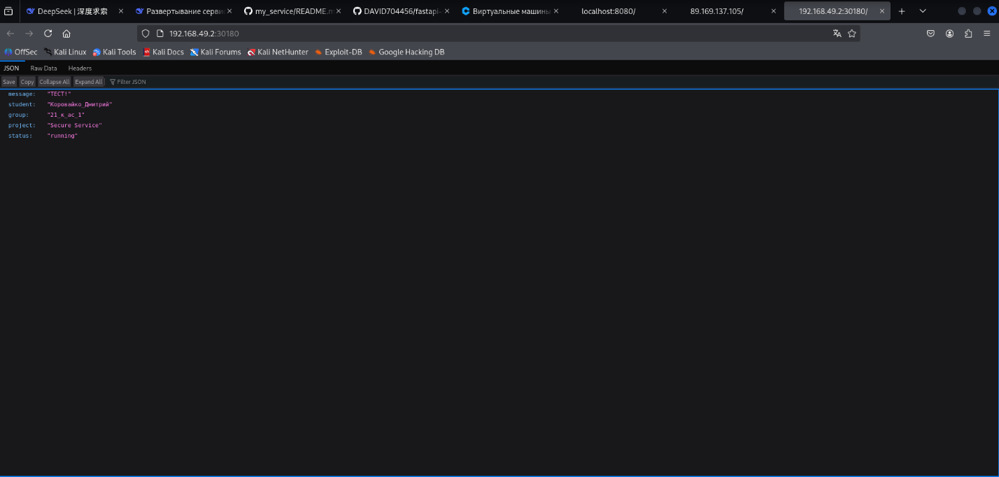 DeepSeek | 深度求索
Развертывание серви
my_service/README.m
DAVID704456/fastapi-
Виртуальные машины
localhost:8080/
89.169.137.105/
192.168.49.2:30180/
192.168.49.2:30180
OffSec Kali Linux Kali Tools Kali Docs Kali Forums Kali NetHunter Exploit-DB Google Hacking DB
JSON Raw Data Headers
Save Copy Collapse All Expand All Filter JSON
message: "ТЕСТ!"
student: "Коровайко_Дмитрий"
group: "21_к_ас_1"
project: "Secure Service"
status: "running"